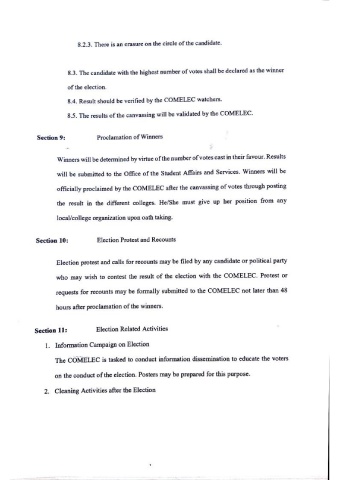 8.2.3. There is an erasure on the circle of the candidate.
8.3. The candidate with the highest number of votes shall be declared as the winner
of the election.
8.4. Result should be verified by the COMELEC watchers.
8.5. The results of the canvassing will be validated by the COMELEC.
Section 9: Proclamation of Winners
Winners will be determined by virtue of the number of votes cast in their favour. Results
will be submitted to the Office of the Student Affairs and Services. Winners will be
officially proclaimed by the COMELEC after the canvassing of votes through posting
the result in the different colleges. He/She must give up her position from any
local/college organization upon oath taking.
Section 10: Election Protest and Recounts
Election protest and calls for recounts may be filed by any candidate or political party
who may wish to contest the result of the election with the COMELEC. Protest or
requests for recounts may be formally submitted to the COMELEC not later than 48
hours after proclamation of the winners.
Section 11: Election Related Activities
1. Information Campaign on Election
The COMELEC is tasked to conduct information dissemination to educate the voters
on the conduct of the election. Posters may be prepared for this purpose.
2. Cleaning Activities after the Election